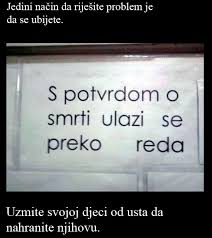 Jedini način da riješite problem je
da se ubijete.
S potvrdom o
smrti ulazi se
preko reda
Uzmite svojoj djeci od usta da
nahranite njihovu.